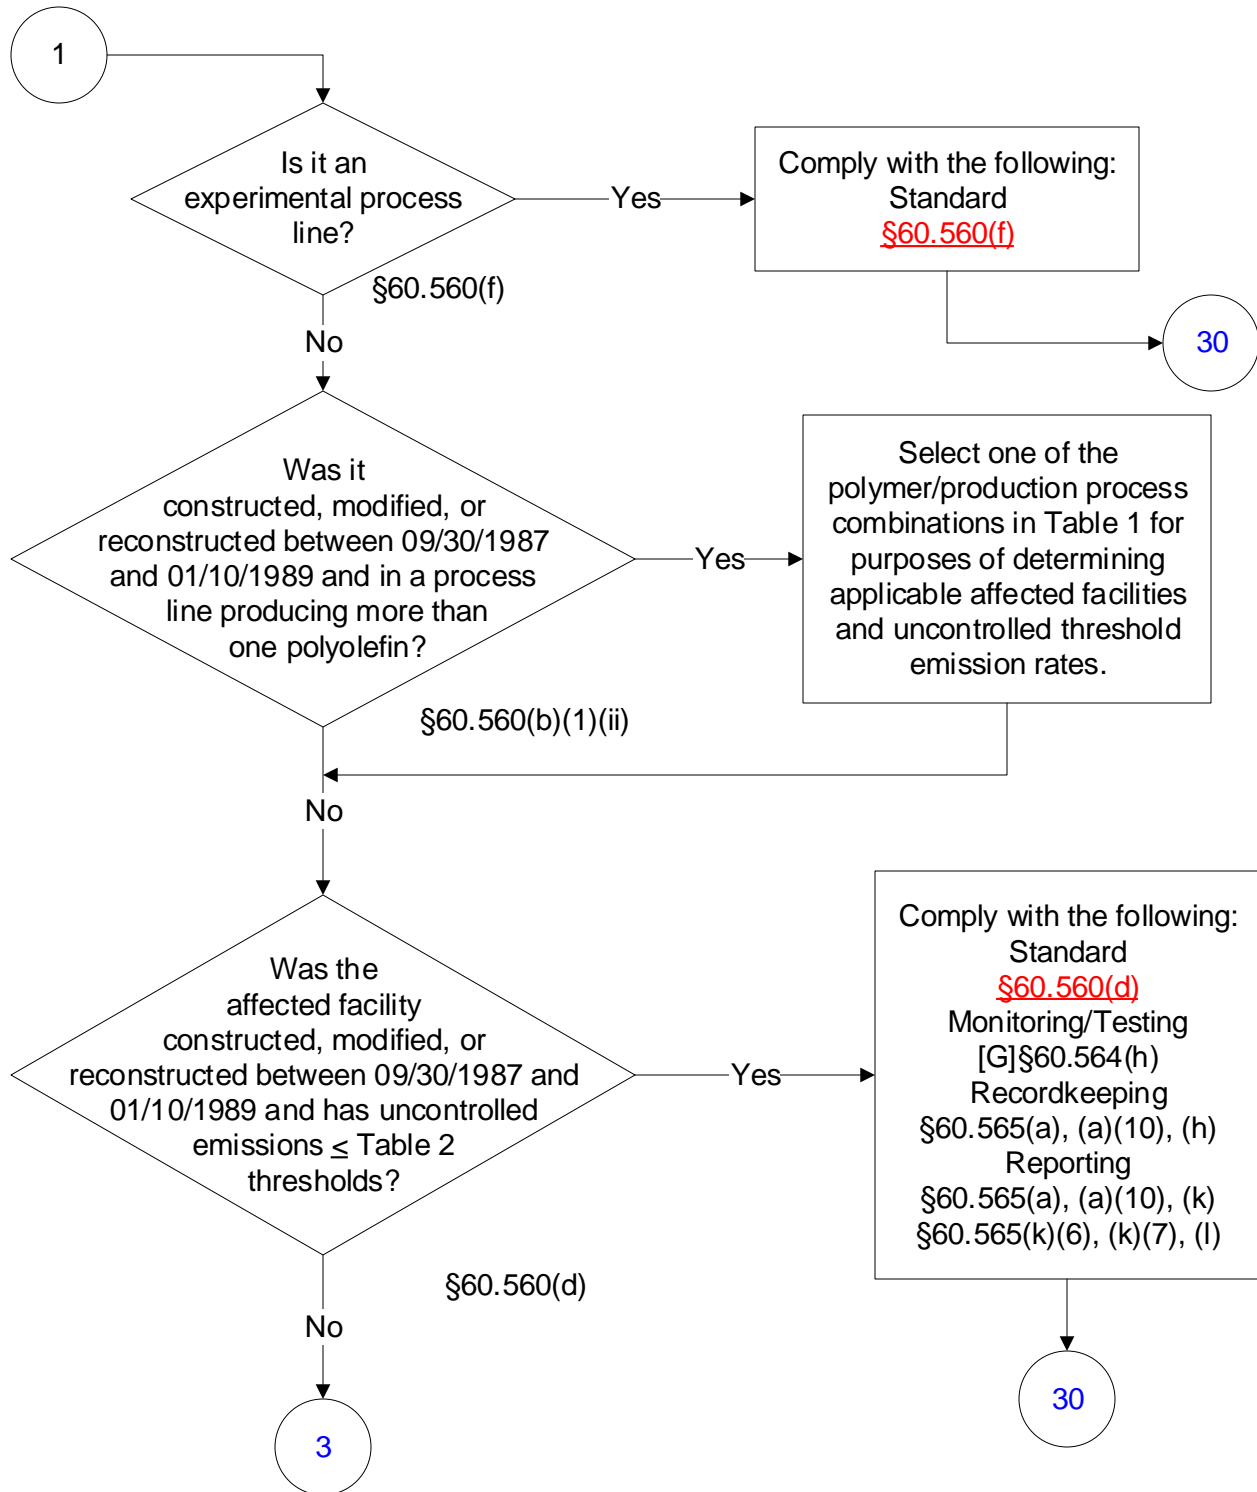 1
Is it an
experimental process
line?
Yes
Comply with the following:
Standard
§60.560(f)
§60.560(f)
30
No
Was it
constructed, modified, or
reconstructed between 09/30/1987
and 01/10/1989 and in a process
line producing more than
one polyolefin?
Yes
Select one of the
polymer/production process
combinations in Table 1 for
purposes of determining
applicable affected facilities
and uncontrolled threshold
emission rates.
§60.560(b)(1)(ii)
No
Was the
affected facility
constructed, modified, or
reconstructed between 09/30/1987 and
01/10/1989 and has uncontrolled
emissions ≤ Table 2
thresholds?
Yes
Comply with the following:
Standard
§60.560(d)
Monitoring/Testing
[G]§60.564(h)
Recordkeeping
§60.565(a), (a)(10), (h)
Reporting
§60.565(a), (a)(10), (k)
§60.565(k)(6), (k)(7), (l)
§60.560(d)
No
30
3